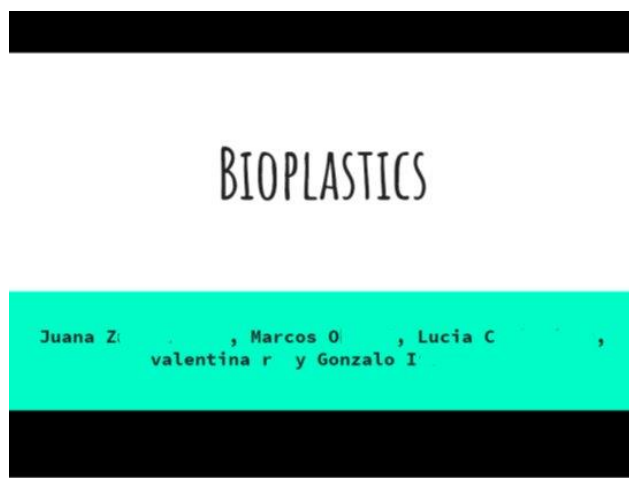 BIOPLASTICS
Juana Z , Marcos O , Lucia C ,
valentina r y Gonzalo I